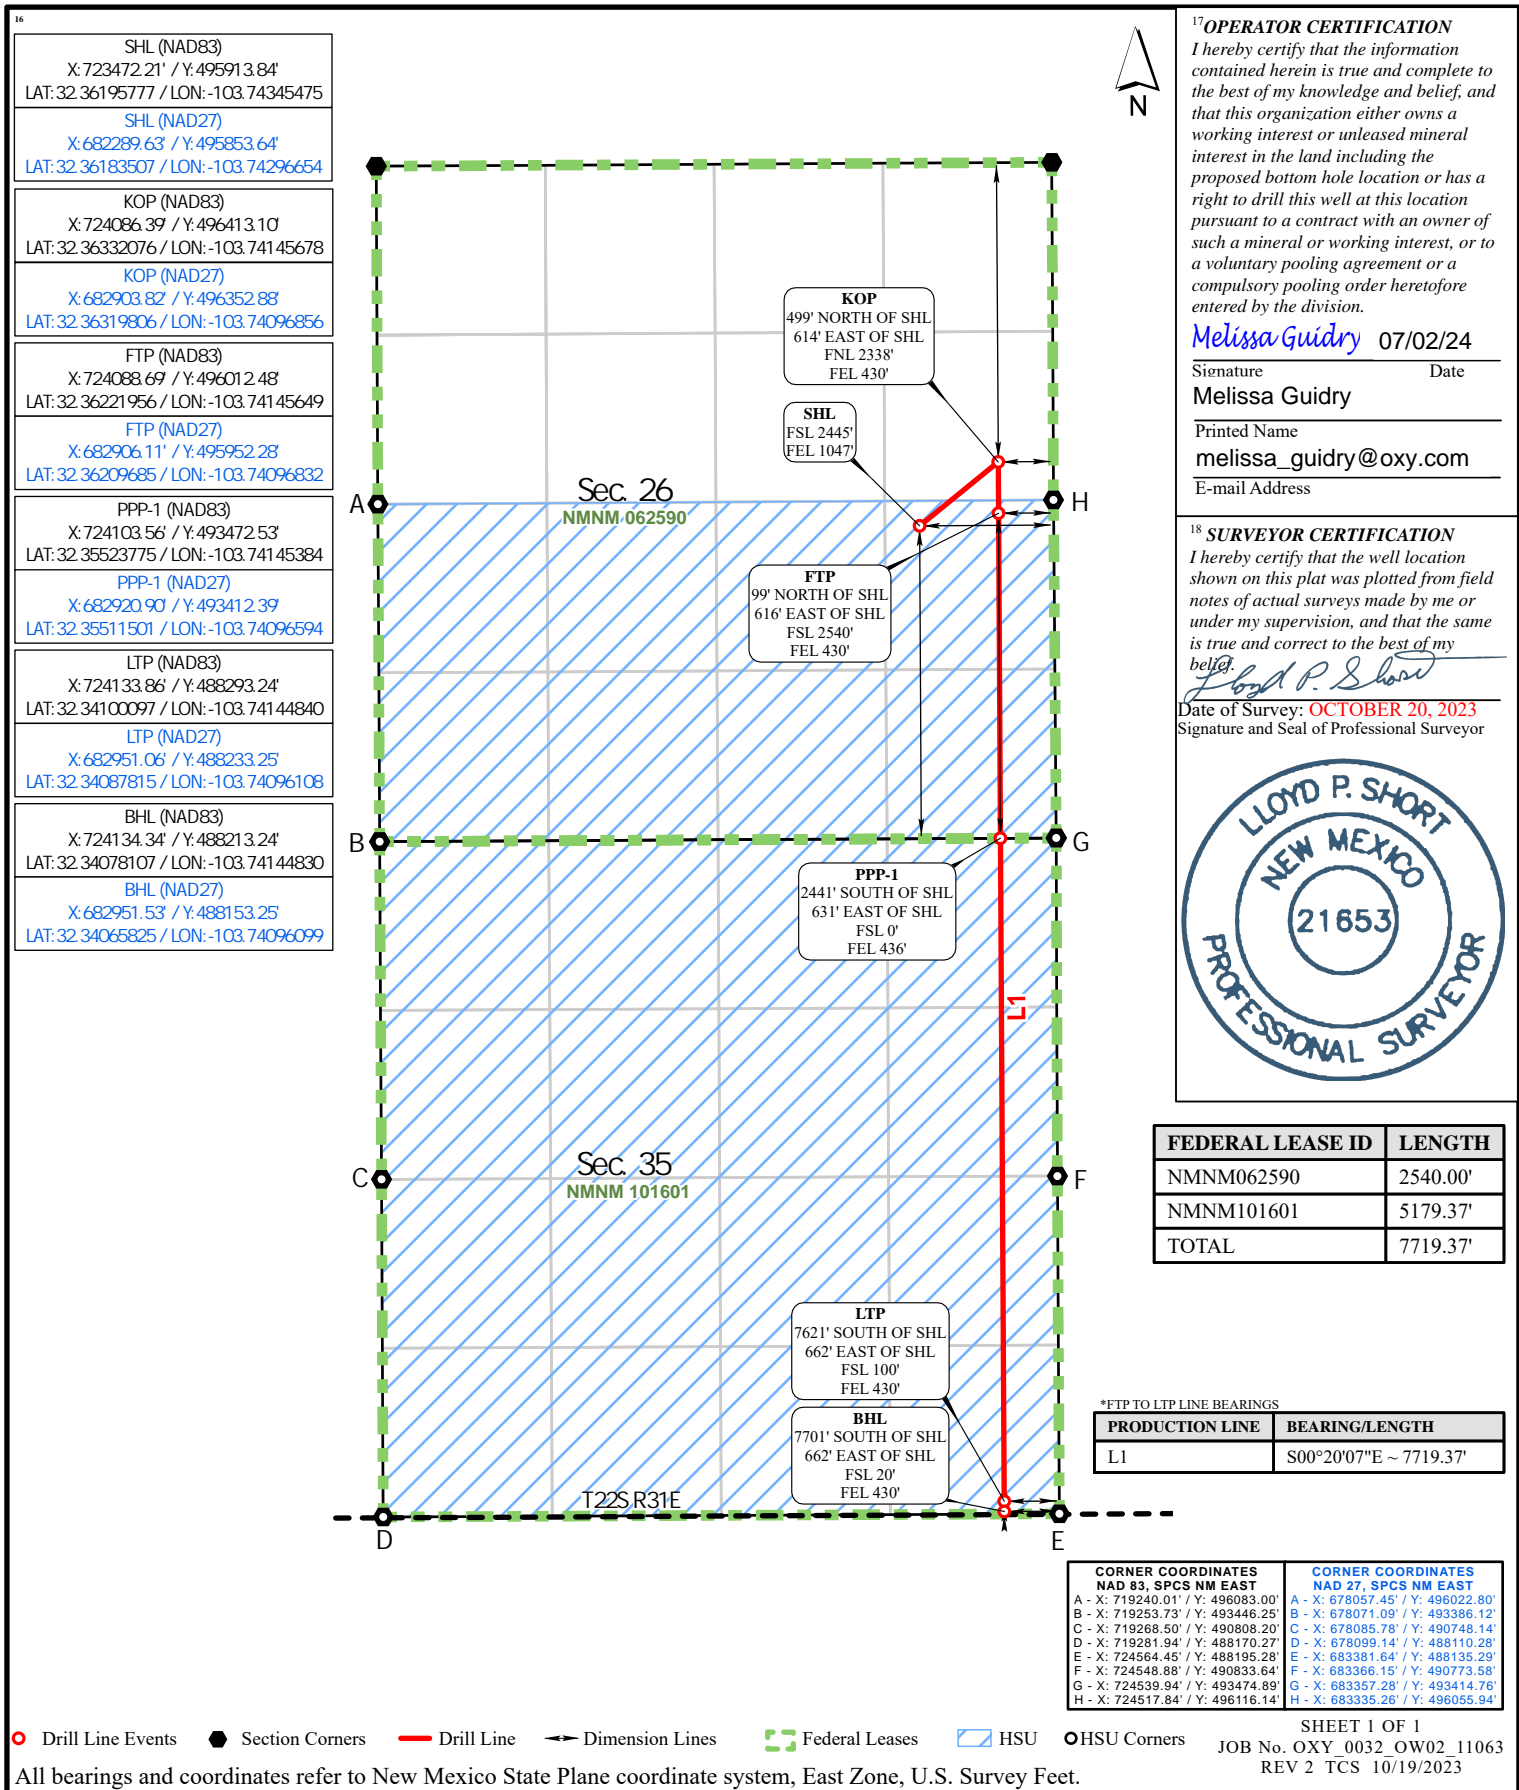 16
SHL (NAD83)
X: 723472.21' / Y: 495913.84'
LAT: 32.36195777 / LON: -103.74345475
SHL (NAD27)
X: 682289.63' / Y: 495853.64'
LAT: 32.36183507 / LON: -103.74296654
KOP (NAD83)
X: 724086.39' / Y: 496413.10'
LAT: 32.36332076 / LON: -103.74145678
KOP (NAD27)
X: 682903.82' / Y: 496352.88'
LAT: 32.36319806 / LON: -103.74096856
FTP (NAD83)
X: 724088.69' / Y: 496012.48'
LAT: 32.36221956 / LON: -103.74145649
FTP (NAD27)
X: 682906.11' / Y: 495952.28'
LAT: 32.36209685 / LON: -103.74096832
PPP-1 (NAD83)
X: 724103.56' / Y: 493472.53'
LAT: 32.35523775 / LON: -103.74145384
PPP-1 (NAD27)
X: 682920.90' / Y: 493412.39'
LAT: 32.35511501 / LON: -103.74096594
LTP (NAD83)
X: 724133.86' / Y: 488293.24'
LAT: 32.34100097 / LON: -103.74144840
LTP (NAD27)
X: 682951.06' / Y: 488233.25'
LAT: 32.34087815 / LON: -103.74096108
BHL (NAD83)
X: 724134.34' / Y: 488213.24'
LAT: 32.34078107 / LON: -103.74144830
BHL (NAD27)
X: 682951.53' / Y: 488153.25'
LAT: 32.34065825 / LON: -103.74096099
N
KOP
499' NORTH OF SHL
614' EAST OF SHL
FNL 2338'
FEL 430'
SHL
FSL 2445'
FEL 1047'
Sec. 26
NMNM 062590
A
H
FTP
99' NORTH OF SHL
616' EAST OF SHL
FSL 2540'
FEL 430'
B
G
PPP-1
2441' SOUTH OF SHL
631' EAST OF SHL
FSL 0'
FEL 436'
L1
Sec. 35
NMNM 101601
C
F
LTP
7621' SOUTH OF SHL
662' EAST OF SHL
FSL 100'
FEL 430'
BHL
7701' SOUTH OF SHL
662' EAST OF SHL
FSL 20'
FEL 430'
T22S R31E
D
E
17 OPERATOR CERTIFICATION
I hereby certify that the information
contained herein is true and complete to
the best of my knowledge and belief, and
that this organization either owns a
working interest or unleased mineral
interest in the land including the
proposed bottom hole location or has a
right to drill this well at this location
pursuant to a contract with an owner of
such a mineral or working interest, or to
a voluntary pooling agreement or a
compulsory pooling order heretofore
entered by the division.
Melissa Guidry 07/02/24
Signature Date
Melissa Guidry
Printed Name
melissa_guidry@oxy.com
E-mail Address
18 SURVEYOR CERTIFICATION
I hereby certify that the well location
shown on this plat was plotted from field
notes of actual surveys made by me or
under my supervision, and that the same
is true and correct to the best of my
belief.
Lloyd P. Short
Date of Survey: OCTOBER 20, 2023
Signature and Seal of Professional Surveyor
LLOYD P. SHORT
NEW MEXICO
21653
PROFESSIONAL SURVEYOR
FEDERAL LEASE ID LENGTH
NMNM062590 2540.00'
NMNM101601 5179.37'
TOTAL 7719.37'
*FTP TO LTP LINE BEARINGS
PRODUCTION LINE BEARING/LENGTH
L1 S00°20'07"E ~ 7719.37'
CORNER COORDINATES
NAD 83, SPCS NM EAST
A - X: 719240.01' / Y: 496083.00'
B - X: 719253.73' / Y: 493446.25'
C - X: 719268.50' / Y: 490808.20'
D - X: 719281.94' / Y: 488170.27'
E - X: 724564.45' / Y: 488195.28'
F - X: 724548.88' / Y: 490833.64'
G - X: 724539.94' / Y: 493474.89'
H - X: 724517.84' / Y: 496116.14'
CORNER COORDINATES
NAD 27, SPCS NM EAST
A - X: 678057.45' / Y: 496022.80'
B - X: 678071.09' / Y: 493386.12'
C - X: 678085.78' / Y: 490748.14'
D - X: 678099.14' / Y: 488110.28'
E - X: 683381.64' / Y: 488135.29'
F - X: 683366.15' / Y: 490773.58'
G - X: 683357.28' / Y: 493414.76'
H - X: 683335.26' / Y: 496055.94'
Drill Line Events Section Corners Drill Line Dimension Lines Federal Leases HSU HSU Corners
SHEET 1 OF 1
JOB No. OXY_0032_OW02_11063
REV 2 TCS 10/19/2023
All bearings and coordinates refer to New Mexico State Plane coordinate system, East Zone, U.S. Survey Feet.